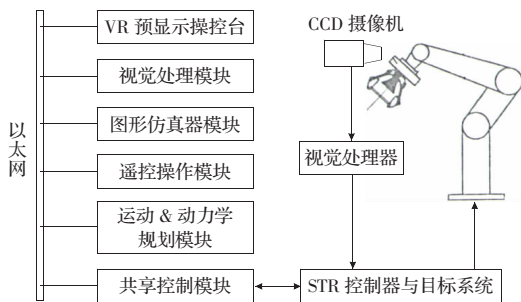 VR 预显示操控台
视觉处理模块
图形仿真器模块
遥控操作模块
运动 & 动力学
规划模块
共享控制模块
以太网
CCD 摄像机
视觉处理器
STR 控制器与目标系统